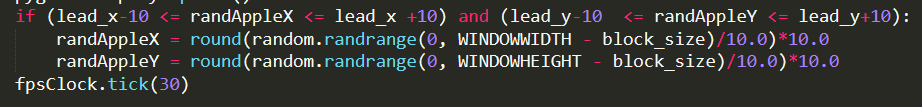 if (lead_x-10 <= randAppleX <= lead_x +10) and (lead_y-10  <= randAppleY <= lead_y+10):
    randAppleX = round(random.randrange(0, WINDOWWIDTH - block_size)/10.0)*10.0
    randAppleY = round(random.randrange(0, WINDOWHEIGHT - block_size)/10.0)*10.0
fpsClock.tick(30)